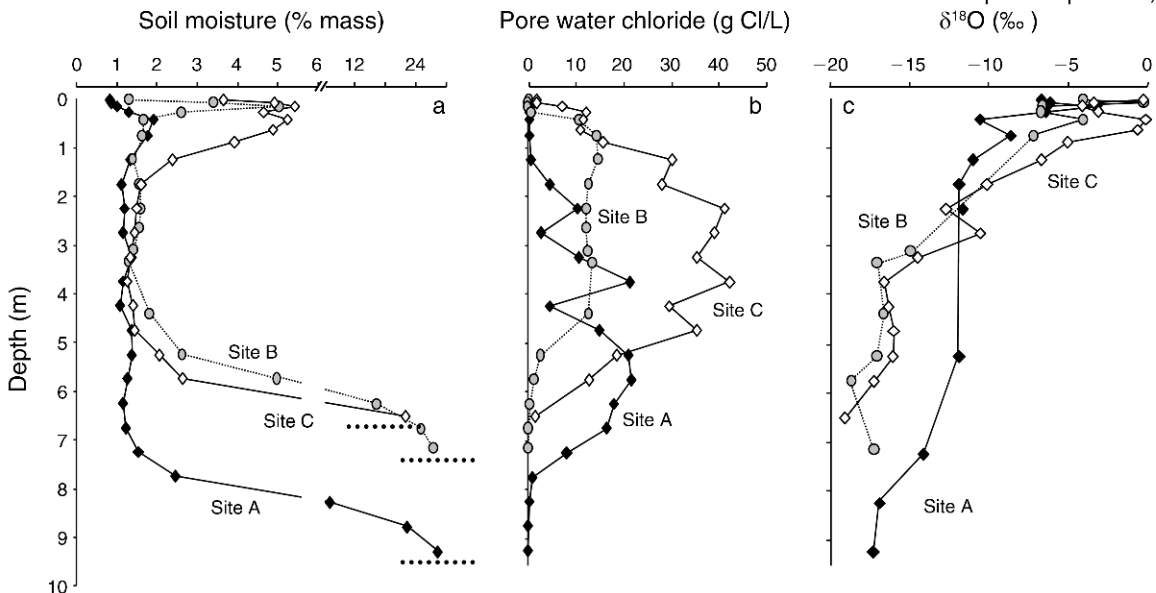 Soil moisture (% mass)
Pore water chloride (g Cl/L)
δ¹⁸O (‰)
0 1 2 3 4 5 6 12 24
0 10 20 30 40 50
−20 −15 −10 −5 0
a
b
c
Depth (m)
0
1
2
3
4
5
6
7
8
9
10
Site B
Site C
Site A
Site B
Site C
Site A
Site C
Site B
Site A